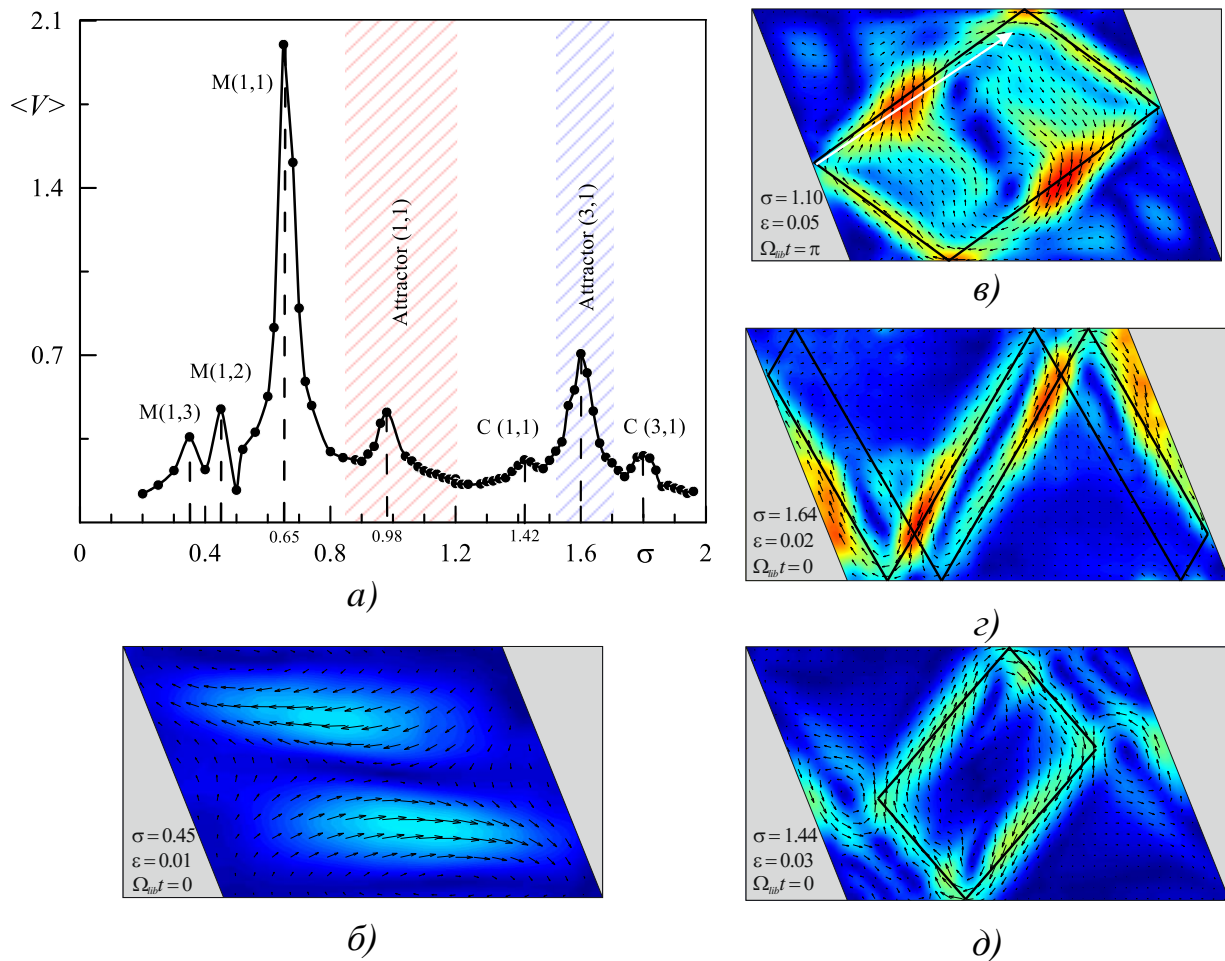 2.1
<V>
1.4
0.7
M(1,3)
M(1,2)
M(1,1)
Attractor (1,1)
C (1,1)
Attractor (3,1)
C (3,1)
0.65
0.98
1.42
0
0.4
0.8
1.2
1.6
σ
2
а)
σ = 0.45
ε = 0.01
Ω_lib t = 0
б)
σ = 1.10
ε = 0.05
Ω_lib t = π
в)
σ = 1.64
ε = 0.02
Ω_lib t = 0
г)
σ = 1.44
ε = 0.03
Ω_lib t = 0
д)